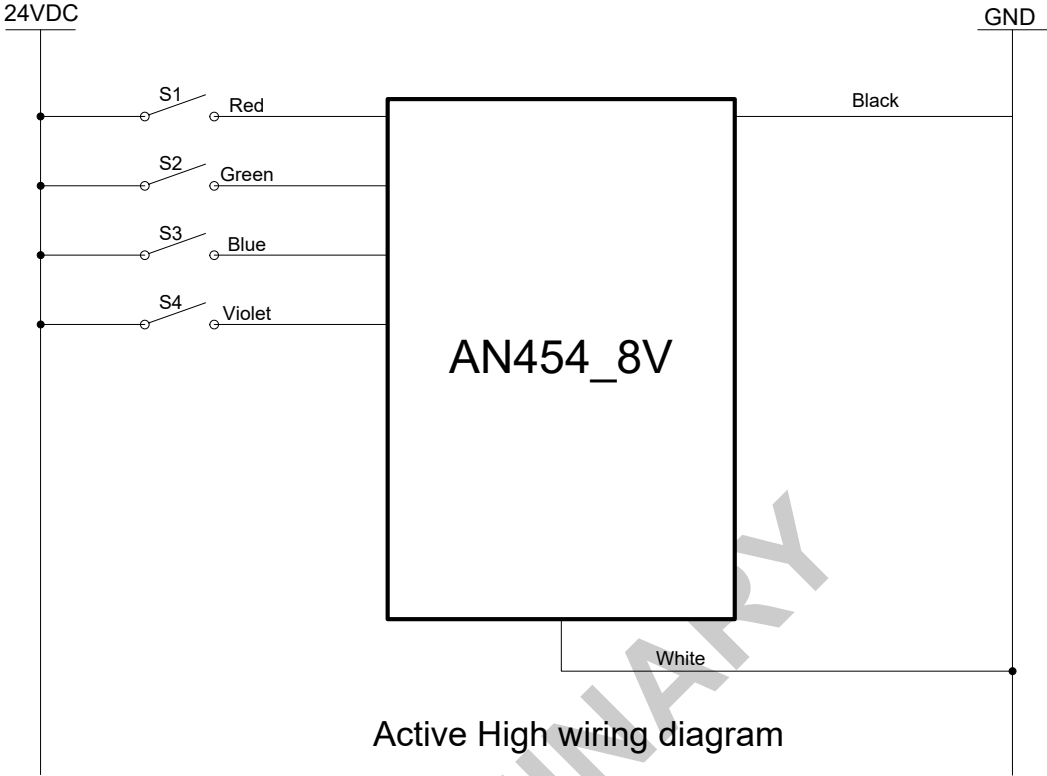 24VDC
GND
S1
Red
Black
S2
Green
S3
Blue
S4
Violet
AN454_8V
White
Active High wiring diagram